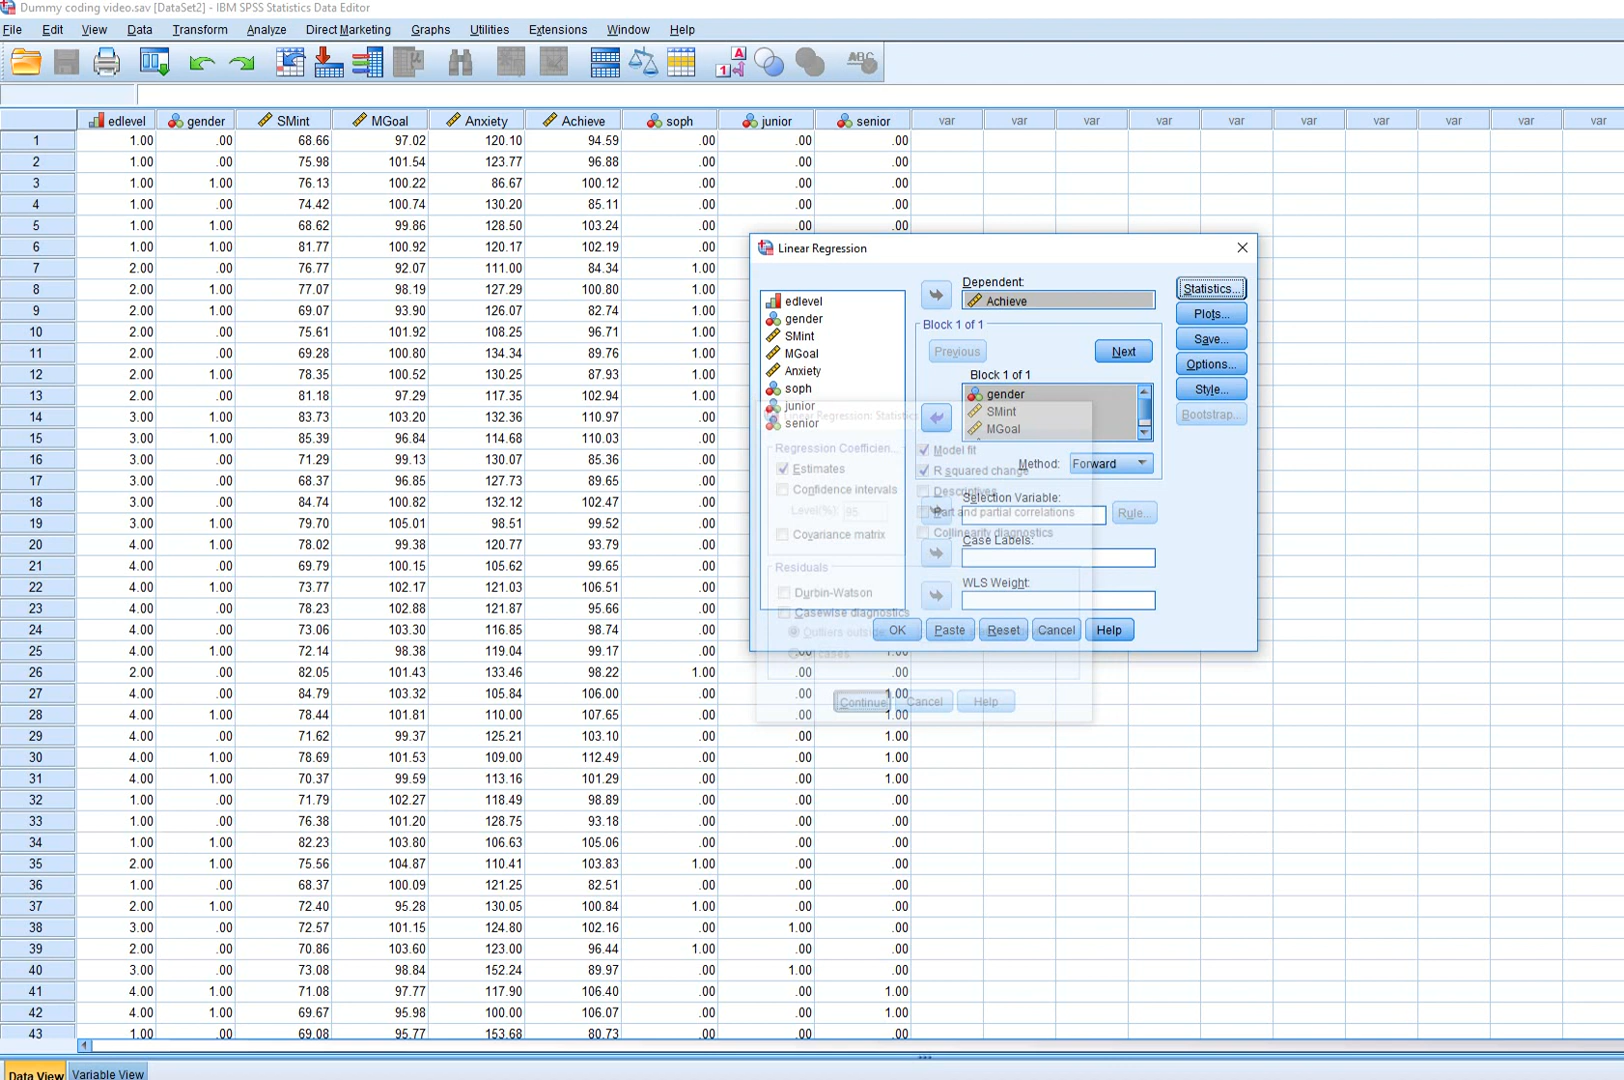 Dummy coding video.sav [DataSet2] - IBM SPSS Statistics Data Editor
File Edit View Data Transform Analyze Direct Marketing Graphs Utilities Extensions Window Help
edlevel gender SMint MGoal Anxiety Achieve soph junior senior var var var var var var var var var var
1 1.00 .00 68.66 97.02 120.10 94.59 .00 .00 .00
2 1.00 .00 75.98 101.54 123.77 96.88 .00 .00 .00
3 1.00 1.00 76.13 100.22 86.67 100.12 .00 .00 .00
4 1.00 .00 74.42 100.74 130.20 85.11 .00 .00 .00
5 1.00 1.00 68.62 99.86 128.50 103.24 .00 .00 .00
6 1.00 1.00 81.77 100.92 120.17 102.19 .00
7 2.00 .00 76.77 92.07 111.00 84.34 1.00
8 2.00 1.00 77.07 98.19 127.29 100.80 1.00
9 2.00 1.00 69.07 93.90 126.07 82.74 1.00
10 2.00 .00 75.61 101.92 108.25 96.71 1.00
11 2.00 .00 69.28 100.80 134.34 89.76 1.00
12 2.00 .00 78.35 100.52 130.25 87.93 1.00
13 2.00 .00 81.18 97.29 117.35 102.94 1.00
14 3.00 1.00 83.73 103.20 132.36 110.97 .00
15 3.00 1.00 85.39 96.84 114.68 110.03 .00
16 3.00 .00 71.29 99.13 130.07 85.36 .00
17 3.00 .00 68.37 96.85 127.73 89.65 .00
18 3.00 .00 84.74 100.82 132.12 102.47 .00
19 3.00 1.00 79.70 105.01 98.51 99.52 .00
20 4.00 1.00 78.02 99.38 120.77 93.79 .00
21 4.00 .00 69.79 100.15 105.62 99.65 .00
22 4.00 1.00 73.77 102.17 121.03 106.51 .00
23 4.00 .00 78.23 102.88 121.87 95.66 .00
24 4.00 .00 73.06 103.30 116.85 98.74 .00
25 4.00 1.00 72.14 98.38 119.04 99.17 .00 .00 1.00
26 2.00 .00 82.05 101.43 133.46 98.22 1.00 .00 .00
27 4.00 1.00 84.79 103.32 105.84 106.00 .00 .00 1.00
28 4.00 1.00 78.44 101.81 110.00 107.65 .00 .00 1.00
29 4.00 .00 71.62 99.37 125.21 103.10 .00 .00 1.00
30 4.00 1.00 78.69 101.53 109.00 112.49 .00 .00 1.00
31 4.00 1.00 70.37 99.59 113.16 101.29 .00 .00 1.00
32 1.00 .00 71.79 102.27 118.49 98.89 .00 .00 .00
33 1.00 .00 76.38 101.20 128.75 93.18 .00 .00 .00
34 1.00 1.00 82.23 103.80 106.63 105.06 .00 .00 .00
35 2.00 1.00 75.56 104.87 110.41 103.83 1.00 .00 .00
36 1.00 .00 68.37 100.09 121.25 82.51 .00 .00 .00
37 2.00 1.00 72.40 95.28 130.05 100.84 1.00 .00 .00
38 3.00 .00 72.57 101.15 124.80 102.16 .00 1.00 .00
39 2.00 .00 70.86 103.60 123.00 96.44 1.00 .00 .00
40 3.00 .00 73.08 98.84 152.24 89.97 .00 1.00 .00
41 4.00 1.00 71.08 97.77 117.90 106.40 .00 .00 1.00
42 4.00 1.00 69.67 95.98 100.00 106.07 .00 .00 1.00
43 1.00 .00 69.08 95.77 153.68 80.73 .00 .00 .00
Data View Variable View
Linear Regression
edlevel
gender
SMint
MGoal
Anxiety
soph
junior
senior
Dependent:
Achieve
Block 1 of 1
Previous Next
Block 1 of 1
gender
SMint
MGoal
Method: Forward
Selection Variable:
Rule...
Case Labels:
WLS Weight:
Statistics...
Plots...
Save...
Options...
Style...
Bootstrap...
OK Paste Reset Cancel Help
Linear Regression: Statistics
Regression Coefficien...
Estimates
Confidence intervals
Level(%): 95
Covariance matrix
Model fit
R squared change
Descriptives
Part and partial correlations
Collinearity diagnostics
Residuals
Durbin-Watson
Casewise diagnostics
Outliers outside
cases
Continue Cancel Help